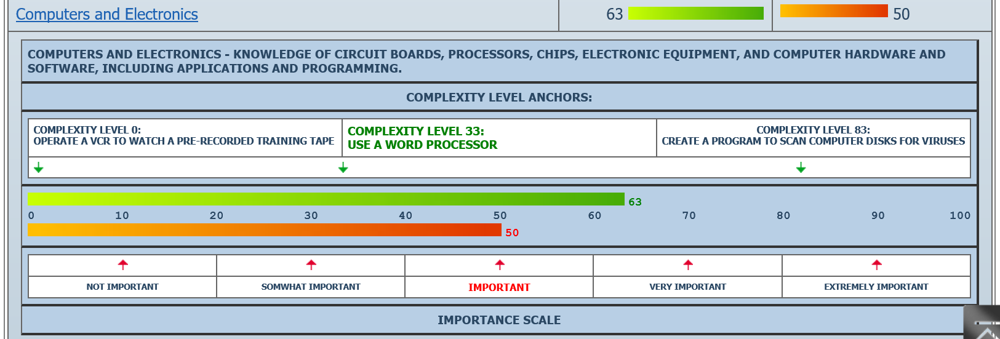 Computers and Electronics 63 50
COMPUTERS AND ELECTRONICS - KNOWLEDGE OF CIRCUIT BOARDS, PROCESSORS, CHIPS, ELECTRONIC EQUIPMENT, AND COMPUTER HARDWARE AND
SOFTWARE, INCLUDING APPLICATIONS AND PROGRAMMING.
COMPLEXITY LEVEL ANCHORS:
COMPLEXITY LEVEL 0:
OPERATE A VCR TO WATCH A PRE-RECORDED TRAINING TAPE
COMPLEXITY LEVEL 33:
USE A WORD PROCESSOR
COMPLEXITY LEVEL 83:
CREATE A PROGRAM TO SCAN COMPUTER DISKS FOR VIRUSES
63
0 10 20 30 40 50 60 70 80 90 100
50
NOT IMPORTANT SOMWHAT IMPORTANT IMPORTANT VERY IMPORTANT EXTREMELY IMPORTANT
IMPORTANCE SCALE